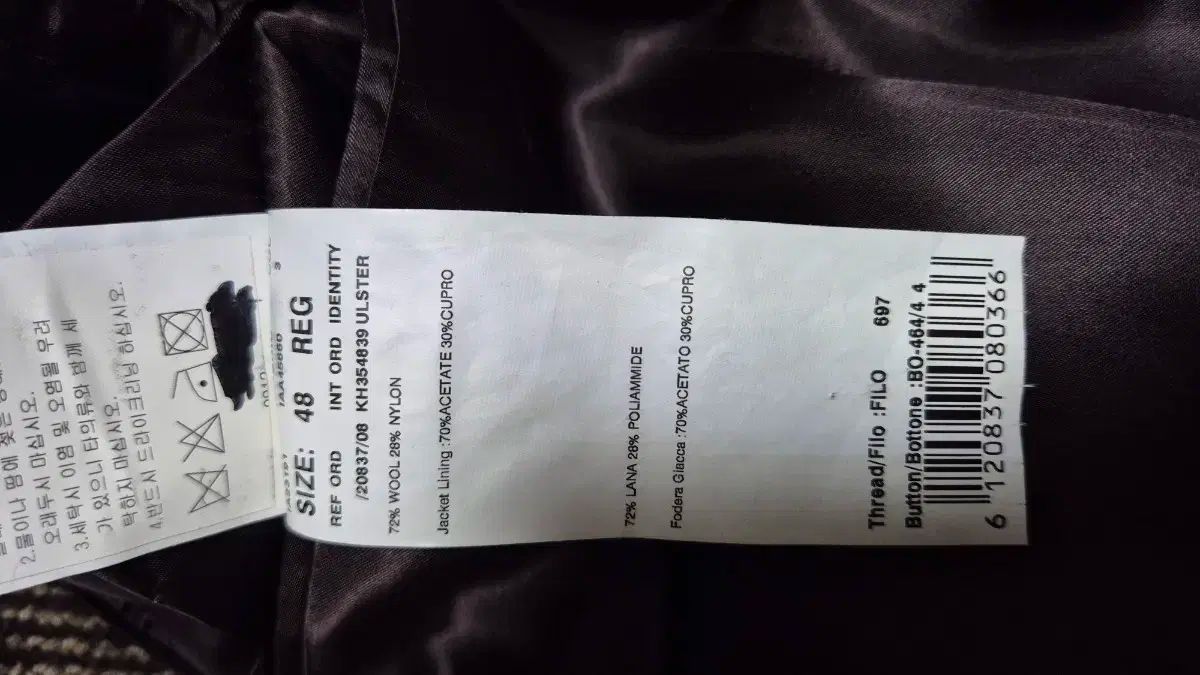 2.물이나 땀에 젖은
오래두시 마십시오.
3.세탁시 이염 및 오염될 우려
가 있으니 타의류와 함께 세
탁하지 마십시오.
4.반드시 드라이크리닝 하십시오.
SIZE: 48 REG
REF ORD INT ORD IDENTITY
/20837/08 KH354839 ULSTER
72% WOOL 28% NYLON
Jacket Lining :70%ACETATE 30%CUPRO
72% LANA 28% POLIAMMIDE
Fodera Giacca :70%ACETATO 30%CUPRO
Thread/Filo :FILO 697
Button/Bottone :BO-464/4 4
6 120837 080366